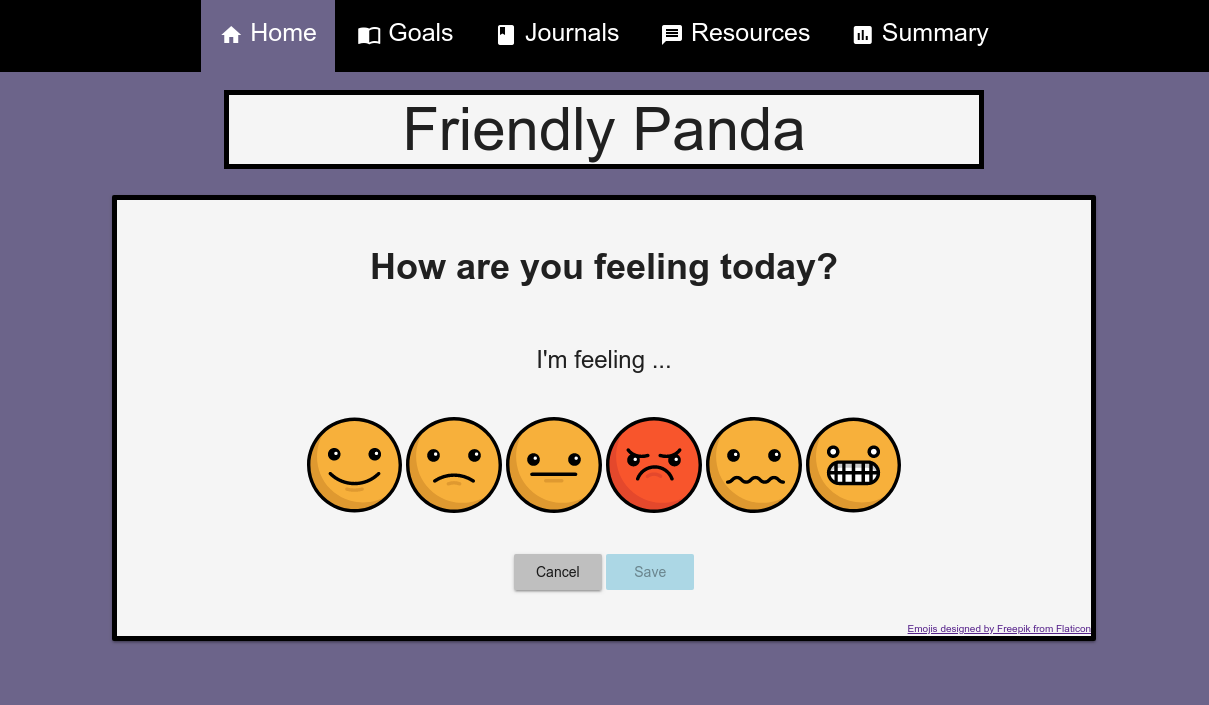 Home Goals Journals Resources Summary
Friendly Panda
How are you feeling today?
I'm feeling ...
Cancel Save
Emojis designed by Freepik from Flaticon